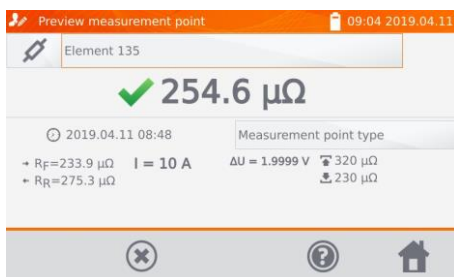 Preview measurement point 09:04 2019.04.11
Element 135
254.6 μΩ
2019.04.11 08:48 Measurement point type
RF=233.9 μΩ I = 10 A ΔU = 1.9999 V 320 μΩ
RR=275.3 μΩ 230 μΩ